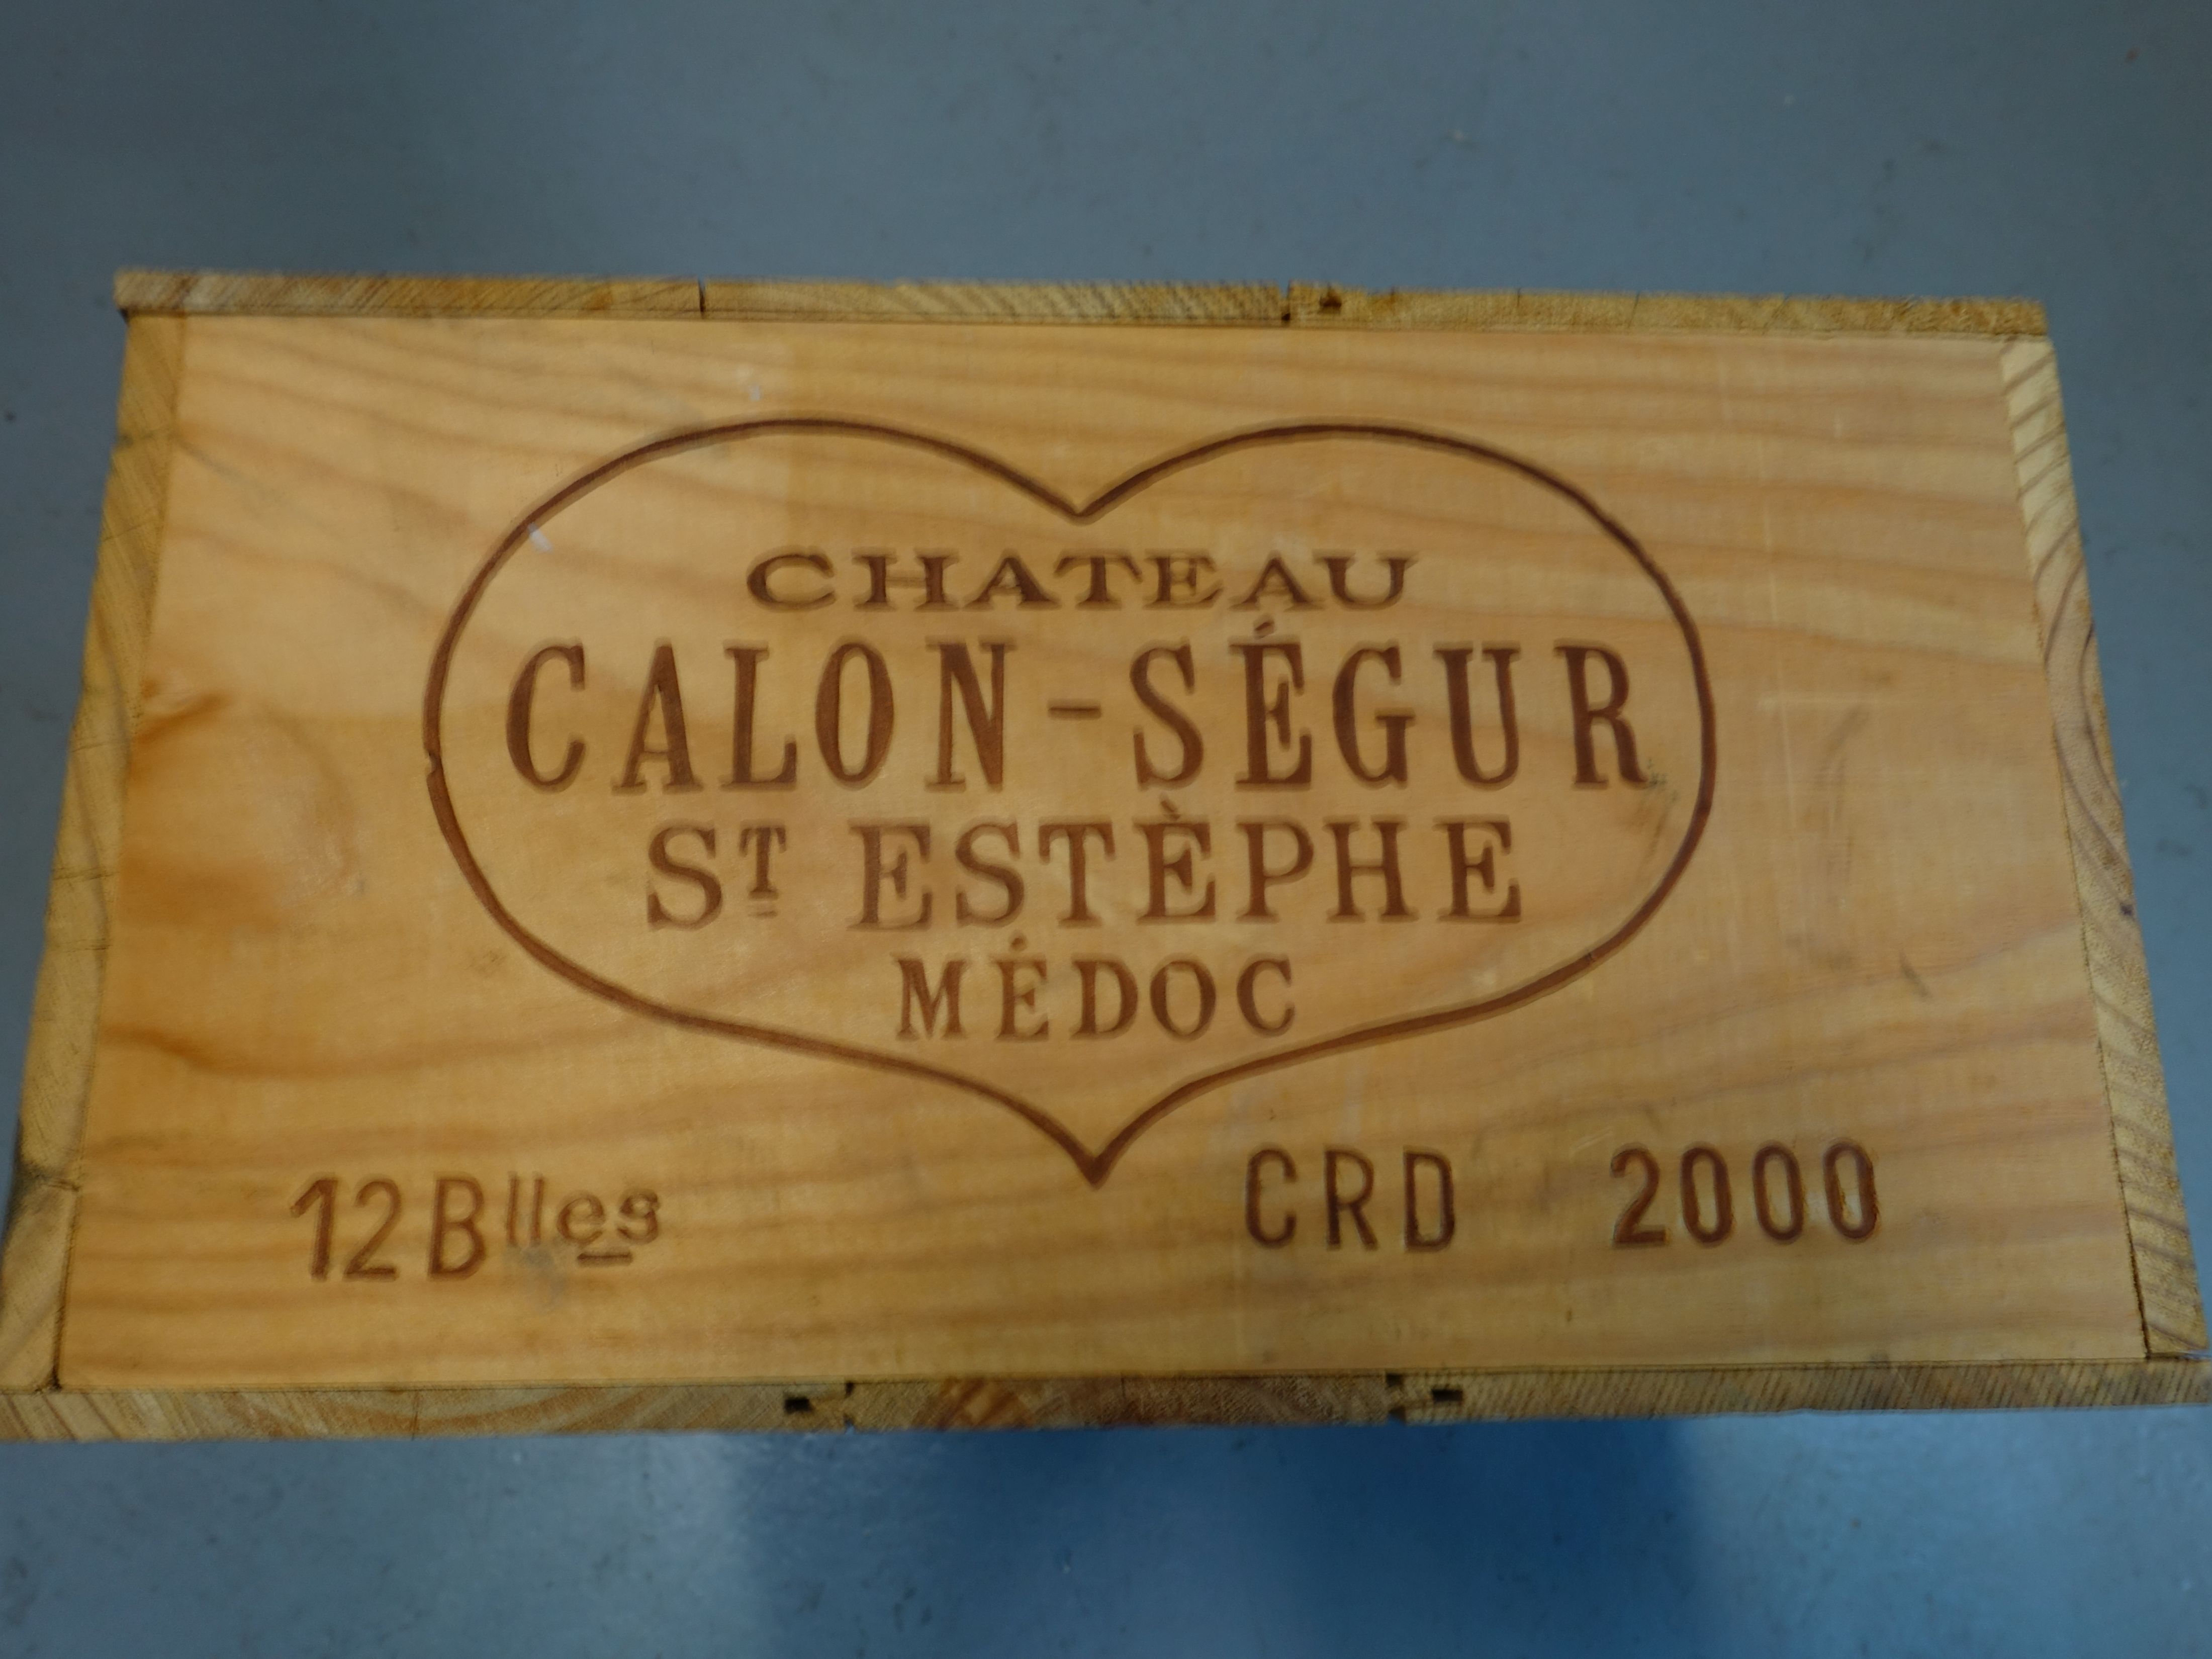 CHATEAU
CALON-SÉGUR
ST ESTÈPHE
MÉDOC
12 Blles CRD 2000